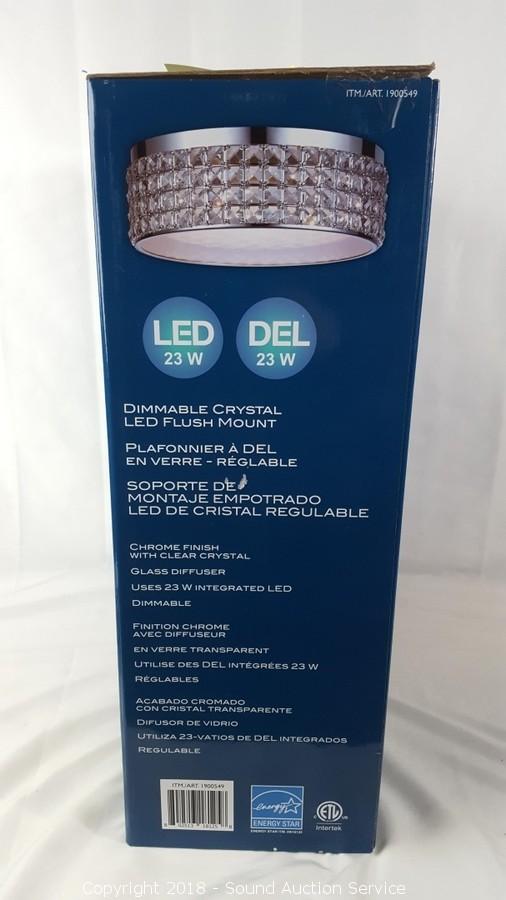 ITM./ART. 1900549
LED
23 W
DEL
23 W
DIMMABLE CRYSTAL
LED FLUSH MOUNT
PLAFONNIER À DEL
EN VERRE - RÉGLABLE
SOPORTE DE
MONTAJE EMPOTRADO
LED DE CRISTAL REGULABLE
CHROME FINISH
WITH CLEAR CRYSTAL
GLASS DIFFUSER
USES 23 W INTEGRATED LED
DIMMABLE
FINITION CHROME
AVEC DIFFUSEUR
EN VERRE TRANSPARENT
UTILISE DES DEL INTÉGRÉES 23 W
RÉGLABLES
ACABADO CROMADO
CON CRISTAL TRANSPARENTE
DIFUSOR DE VIDRIO
UTILIZA 23-VATIOS DE DEL INTEGRADOS
REGULABLE
ITM./ART. 1900549
energy
ENERGY STAR
ETL
Intertek
Copyright 2018 - Sound Auction Service